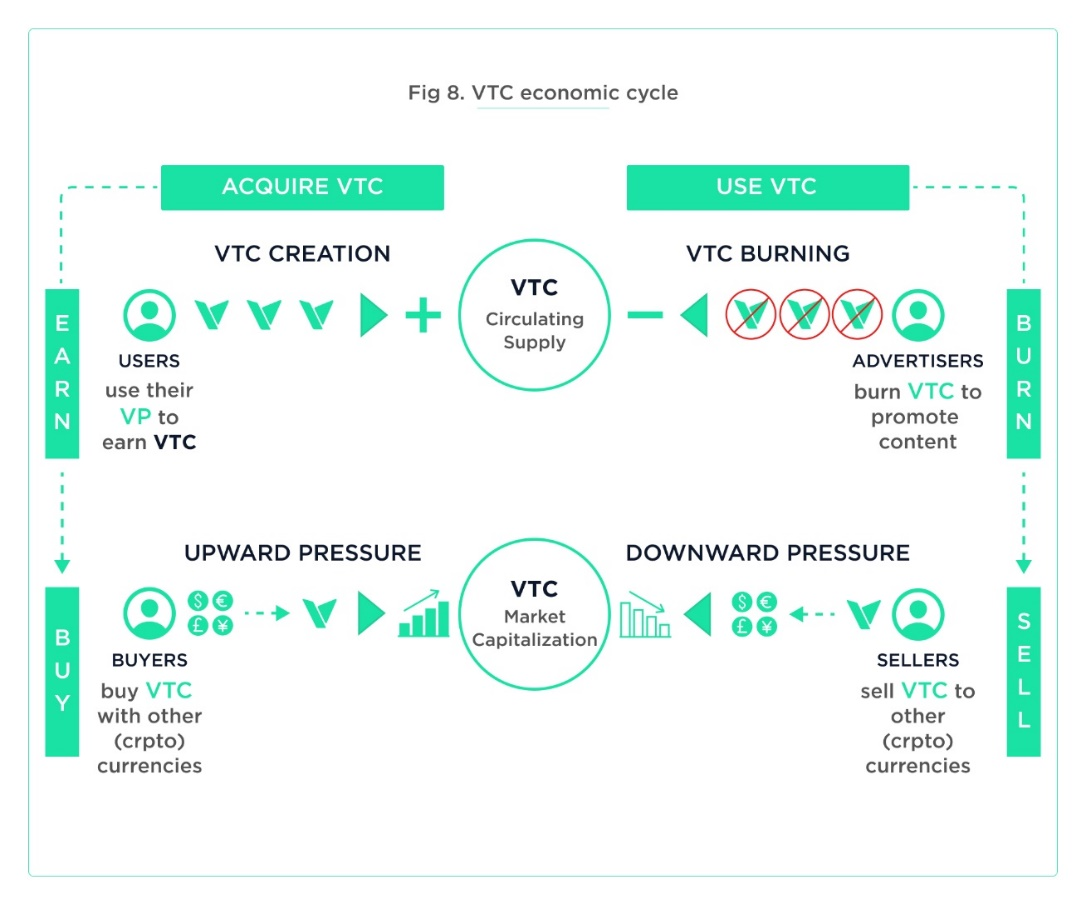 Fig 8. VTC economic cycle
ACQUIRE VTC
USE VTC
VTC CREATION
VTC BURNING
EARN
USERS
use their
VP to
earn VTC
VTC
Circulating
Supply
ADVERTISERS
burn VTC to
promote
content
BURN
UPWARD PRESSURE
DOWNWARD PRESSURE
BUY
$ €
£ ¥
BUYERS
buy VTC
with other
(crpto)
currencies
VTC
Market
Capitalization
$ €
£ ¥
SELLERS
sell VTC to
other
(crpto)
currencies
SELL